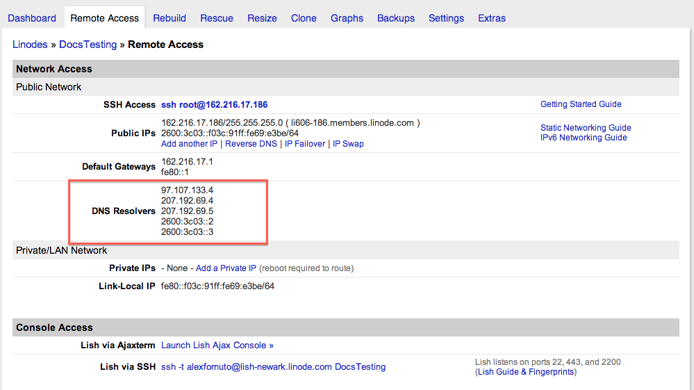 Dashboard Remote Access Rebuild Rescue Resize Clone Graphs Backups Settings Extras
Linodes » DocsTesting » Remote Access
Network Access
Public Network
SSH Access ssh root@162.216.17.186 Getting Started Guide
Public IPs 162.216.17.186/255.255.255.0 ( li606-186.members.linode.com ) Static Networking Guide
2600:3c03::f03c:91ff:fe69:e3be/64 IPv6 Networking Guide
Add another IP | Reverse DNS | IP Failover | IP Swap
Default Gateways 162.216.17.1
fe80::1
DNS Resolvers 97.107.133.4
207.192.69.4
207.192.69.5
2600:3c03::2
2600:3c03::3
Private/LAN Network
Private IPs - None - Add a Private IP (reboot required to route)
Link-Local IP fe80::f03c:91ff:fe69:e3be/64
Console Access
Lish via Ajaxterm Launch Lish Ajax Console »
Lish via SSH ssh -t alexfornuto@lish-newark.linode.com DocsTesting Lish listens on ports 22, 443, and 2200
(Lish Guide & Fingerprints)